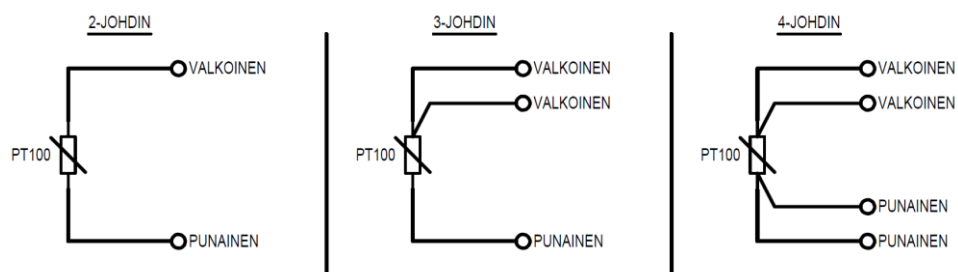 2-JOHDIN
VALKOINEN
PT100
PUNAINEN
3-JOHDIN
VALKOINEN
VALKOINEN
PT100
PUNAINEN
4-JOHDIN
VALKOINEN
VALKOINEN
PT100
PUNAINEN
PUNAINEN